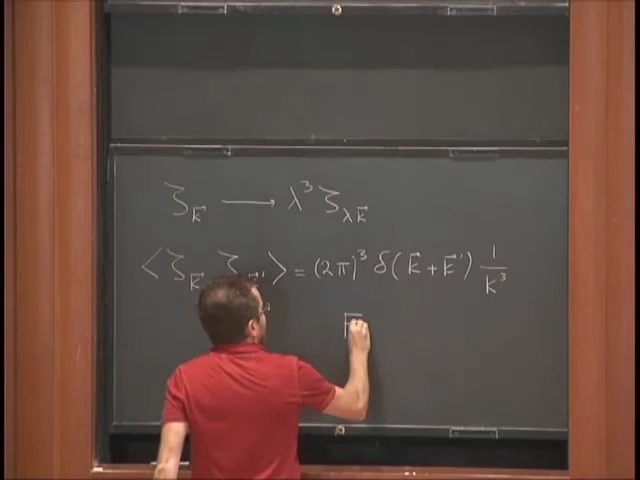 ζ_k⃗ ⟶ λ³ ζ_λk⃗
⟨ ζ_k⃗ ζ_k⃗' ⟩ = (2π)³ δ(k⃗ + k⃗') 1/k³
F